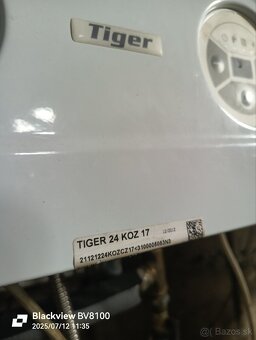 Tiger
TIGER 24 KOZ 17
Blackview BV8100
2025/07/12 11:35
Bazos.sk